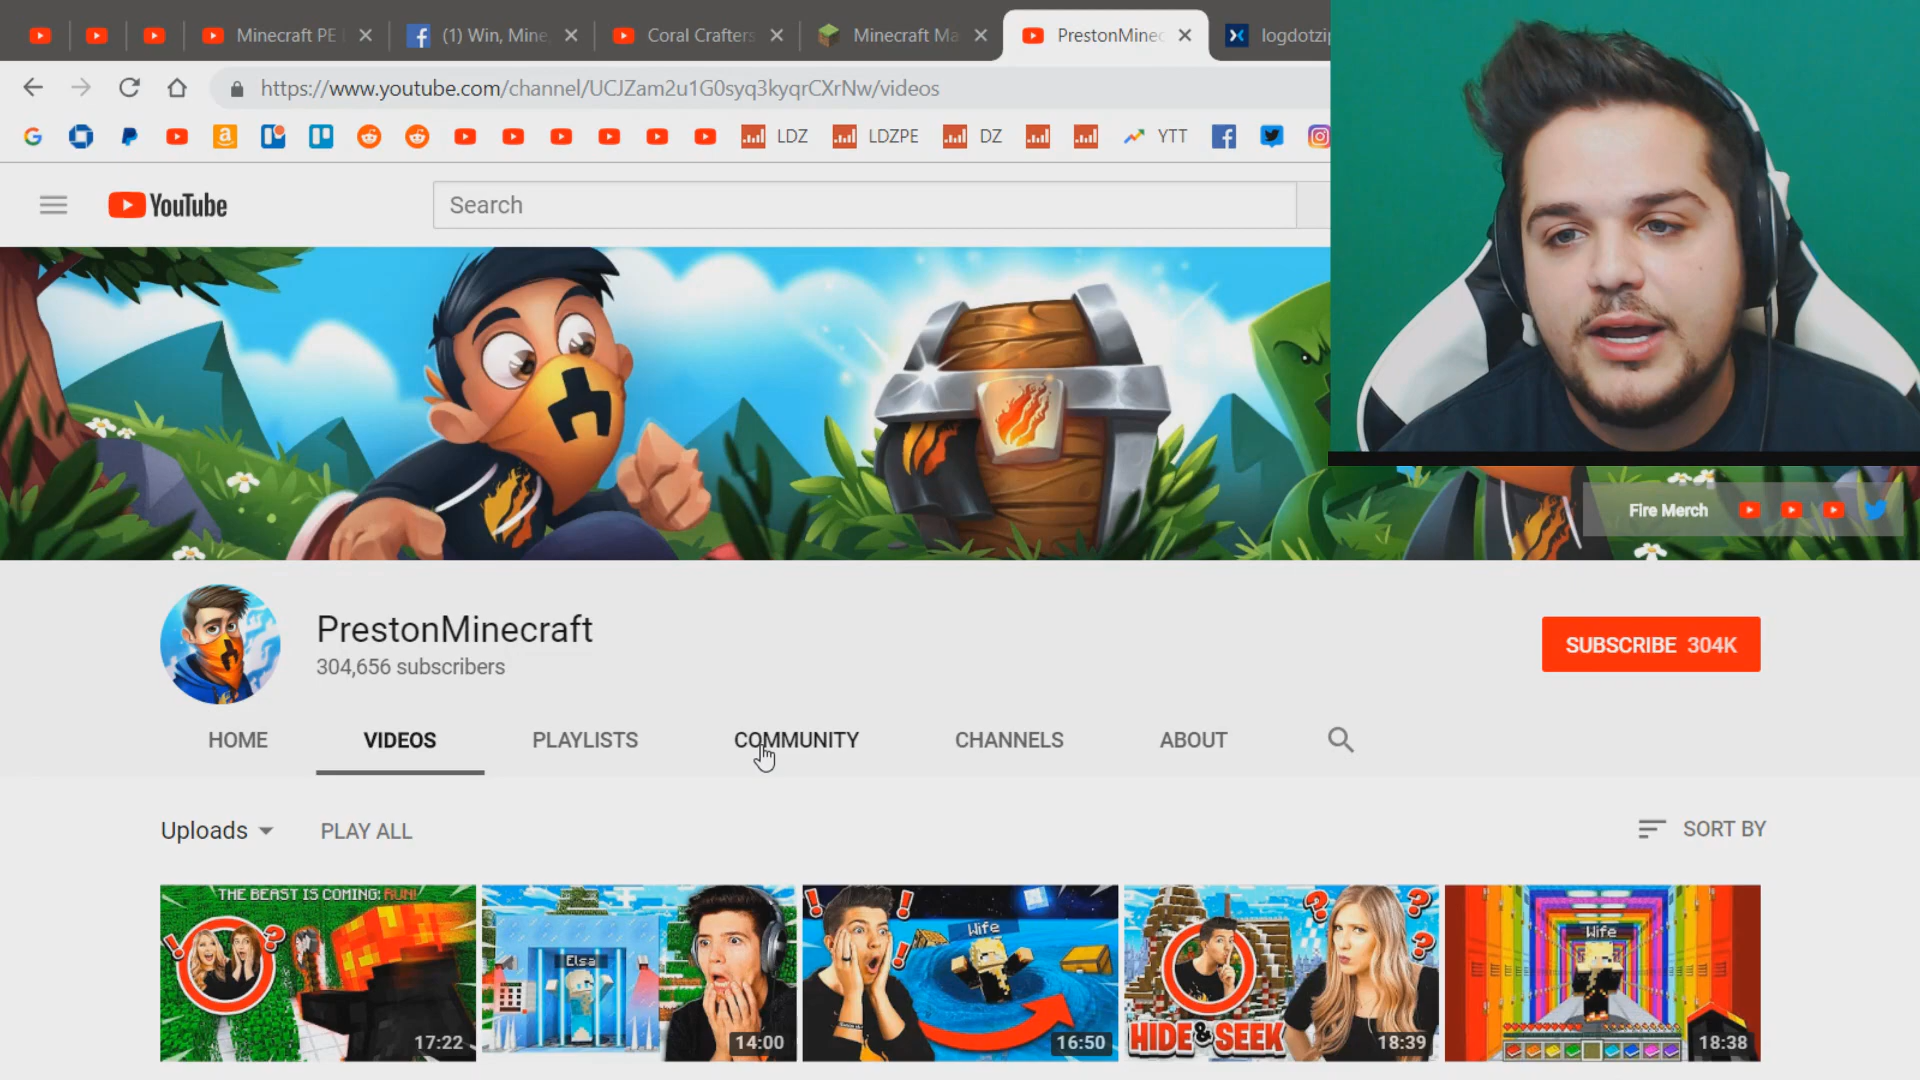 Minecraft PE
(1) Win, Mine
Coral Crafters
Minecraft Ma
PrestonMinec
logdotzip
https://www.youtube.com/channel/UCJZam2u1G0syq3kyqrCXrNw/videos
LDZ
LDZPE
DZ
YTT
YouTube
Search
Fire Merch
PrestonMinecraft
304,656 subscribers
SUBSCRIBE 304K
HOME
VIDEOS
PLAYLISTS
COMMUNITY
CHANNELS
ABOUT
Uploads
PLAY ALL
SORT BY
THE BEAST IS COMING: RUN!
17:22
Elsa
14:00
Wife
16:50
HIDE & SEEK
18:39
Wife
18:38